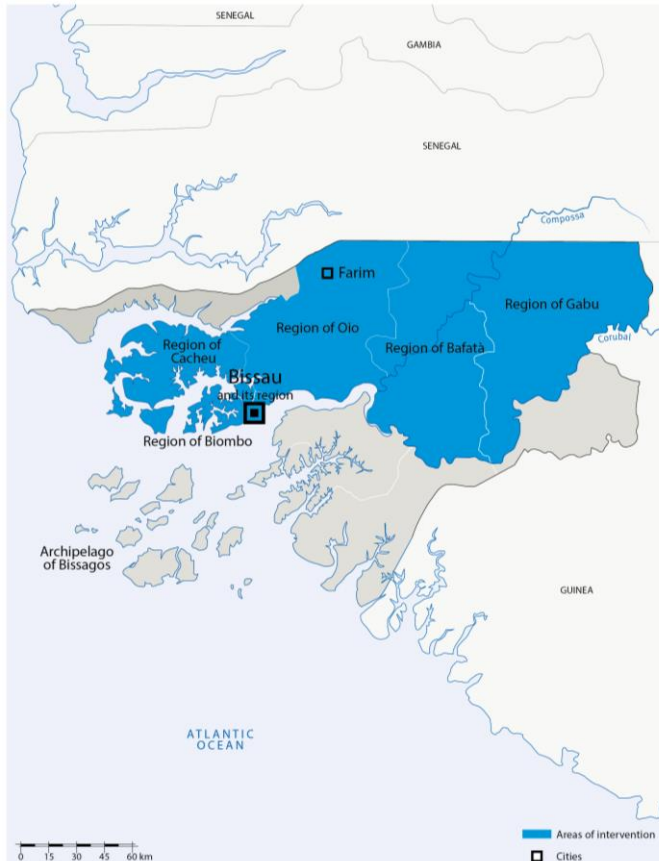 SENEGAL
GAMBIA
SENEGAL
Compossa
Farim
Region of Gabu
Region of Oio
Corubal
Region of
Cacheu
Region of Bafatà
Bissau
and its region
Region of Biombo
Archipelago
of Bissagos
GUINEA
ATLANTIC
OCEAN
0 15 30 45 60 km
Areas of intervention
Cities